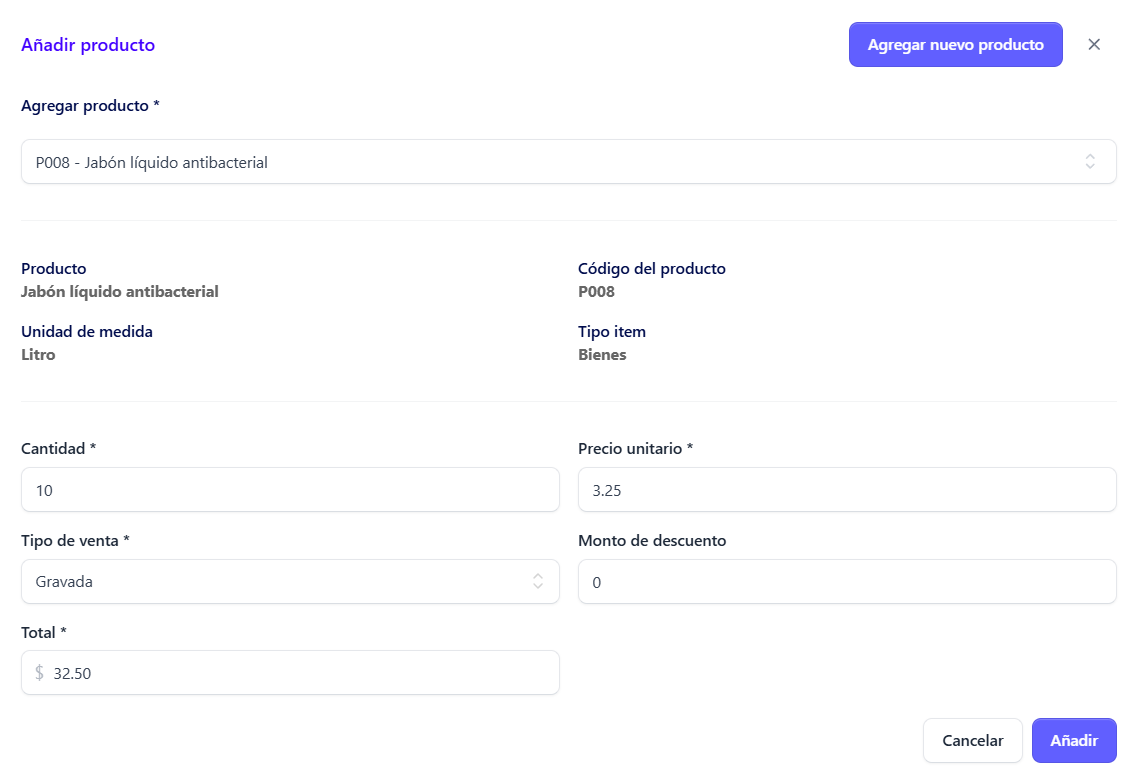 Añadir producto
Agregar nuevo producto
Agregar producto *
P008 - Jabón líquido antibacterial
Producto
Código del producto
Jabón líquido antibacterial
P008
Unidad de medida
Tipo item
Litro
Bienes
Cantidad *
Precio unitario *
10
3.25
Tipo de venta *
Monto de descuento
Gravada
0
Total *
$ 32.50
Cancelar
Añadir